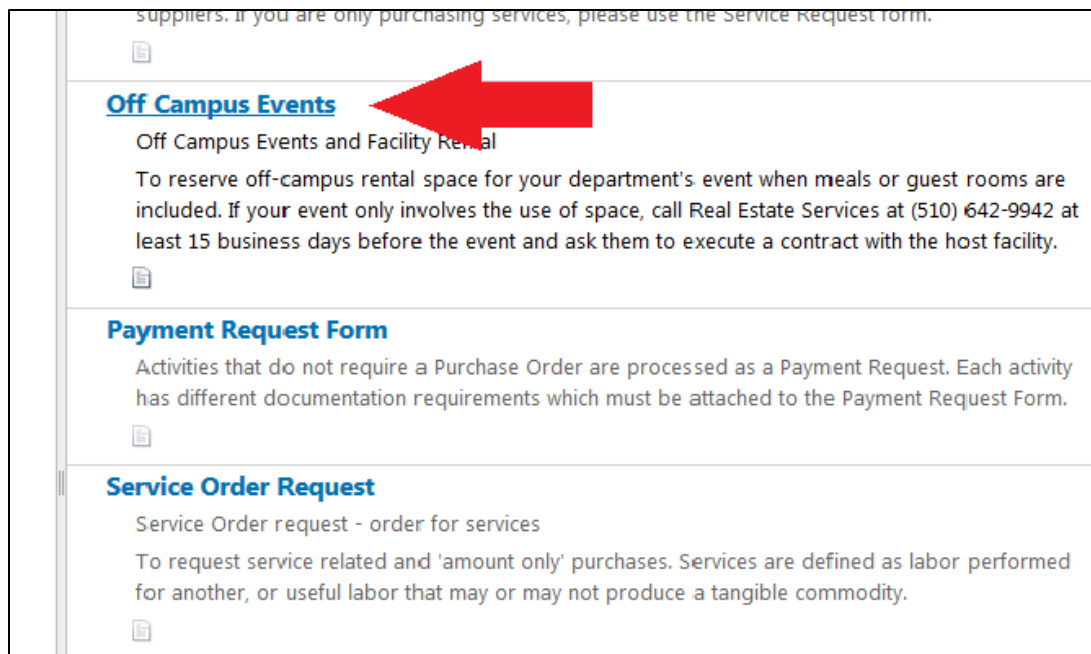 suppliers. If you are only purchasing services, please use the Service Request form.
Off Campus Events
Off Campus Events and Facility Rental
To reserve off-campus rental space for your department's event when meals or guest rooms are
included. If your event only involves the use of space, call Real Estate Services at (510) 642-9942 at
least 15 business days before the event and ask them to execute a contract with the host facility.
Payment Request Form
Activities that do not require a Purchase Order are processed as a Payment Request. Each activity
has different documentation requirements which must be attached to the Payment Request Form.
Service Order Request
Service Order request - order for services
To request service related and 'amount only' purchases. Services are defined as labor performed
for another, or useful labor that may or may not produce a tangible commodity.